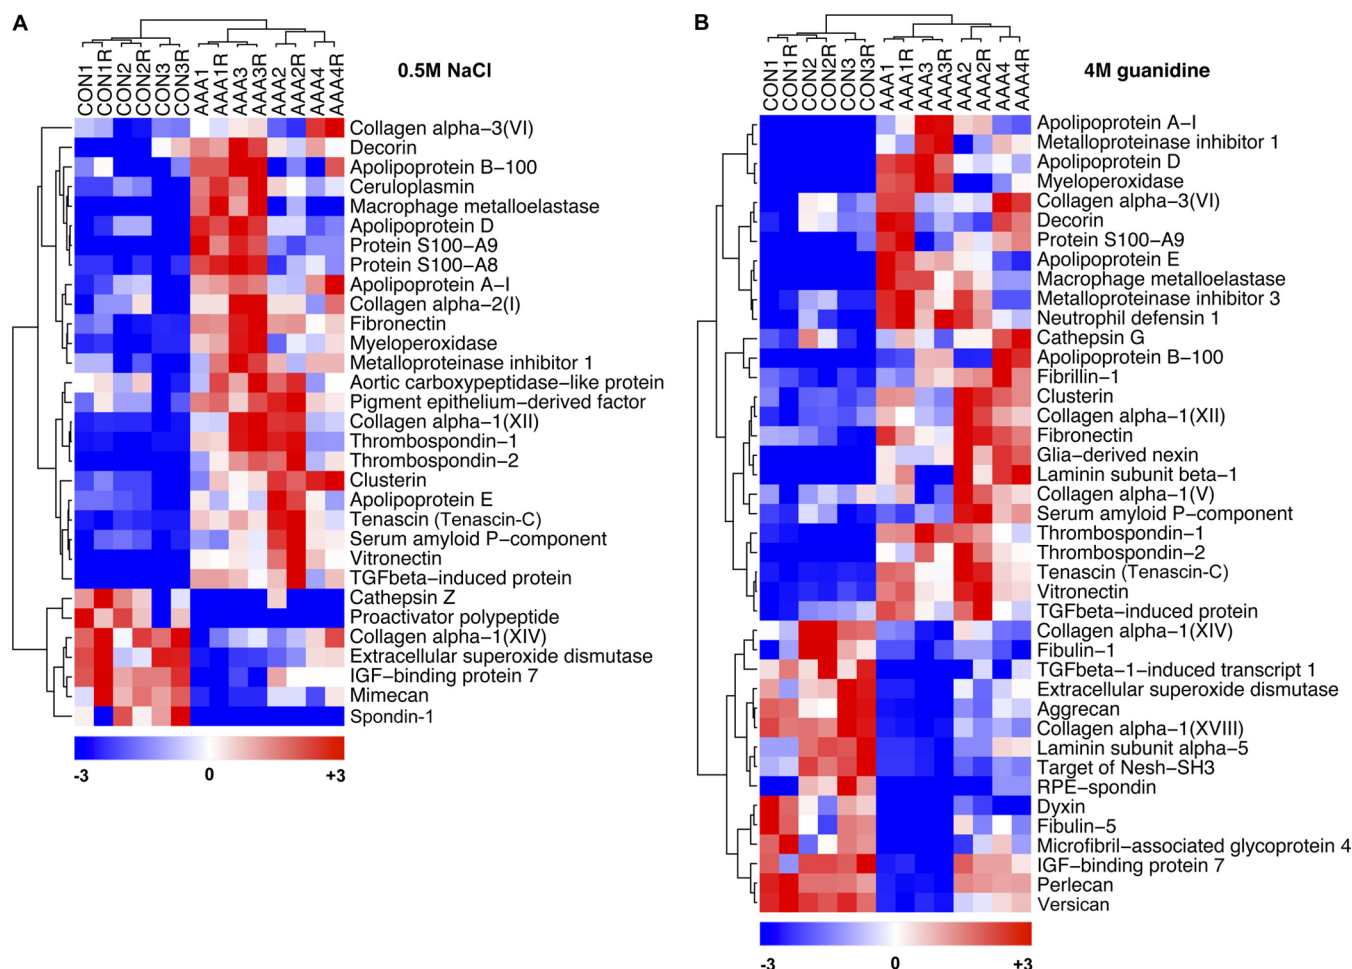 A
0.5M NaCl
CON1
CON1R
CON2
CON2R
CON3
CON3R
AAA1
AAA1R
AAA3
AAA3R
AAA2
AAA2R
AAA4
AAA4R
Collagen alpha−3(VI)
Decorin
Apolipoprotein B−100
Ceruloplasmin
Macrophage metalloelastase
Apolipoprotein D
Protein S100−A9
Protein S100−A8
Apolipoprotein A−I
Collagen alpha−2(I)
Fibronectin
Myeloperoxidase
Metalloproteinase inhibitor 1
Aortic carboxypeptidase−like protein
Pigment epithelium−derived factor
Collagen alpha−1(XII)
Thrombospondin−1
Thrombospondin−2
Clusterin
Apolipoprotein E
Tenascin (Tenascin−C)
Serum amyloid P−component
Vitronectin
TGFbeta−induced protein
Cathepsin Z
Proactivator polypeptide
Collagen alpha−1(XIV)
Extracellular superoxide dismutase
IGF−binding protein 7
Mimecan
Spondin−1
-3
0
+3
B
4M guanidine
CON1
CON1R
CON2
CON2R
CON3
CON3R
AAA1
AAA1R
AAA3
AAA3R
AAA2
AAA2R
AAA4
AAA4R
Apolipoprotein A−I
Metalloproteinase inhibitor 1
Apolipoprotein D
Myeloperoxidase
Collagen alpha−3(VI)
Decorin
Protein S100−A9
Apolipoprotein E
Macrophage metalloelastase
Metalloproteinase inhibitor 3
Neutrophil defensin 1
Cathepsin G
Apolipoprotein B−100
Fibrillin−1
Clusterin
Collagen alpha−1(XII)
Fibronectin
Glia−derived nexin
Laminin subunit beta−1
Collagen alpha−1(V)
Serum amyloid P−component
Thrombospondin−1
Thrombospondin−2
Tenascin (Tenascin−C)
Vitronectin
TGFbeta−induced protein
Collagen alpha−1(XIV)
Fibulin−1
TGFbeta−1−induced transcript 1
Extracellular superoxide dismutase
Aggrecan
Collagen alpha−1(XVIII)
Laminin subunit alpha−5
Target of Nesh−SH3
RPE−spondin
Dyxin
Fibulin−5
Microfibril−associated glycoprotein 4
IGF−binding protein 7
Perlecan
Versican
-3
0
+3